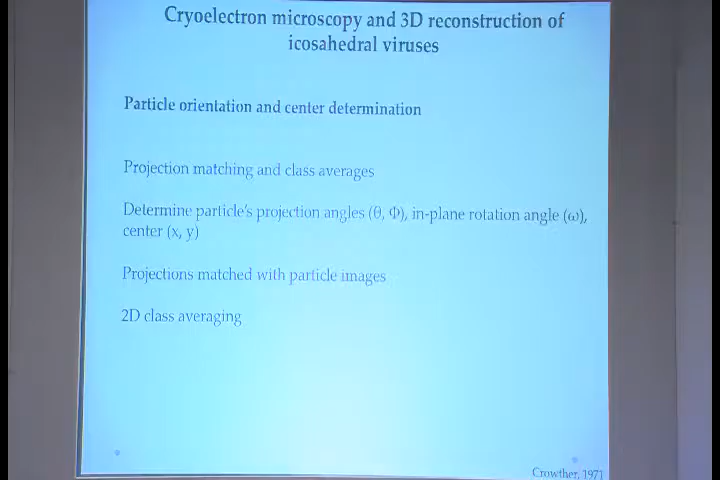 Cryoelectron microscopy and 3D reconstruction of
icosahedral viruses
Particle orientation and center determination
Projection matching and class averages
Determine particle's projection angles (θ, Φ), in-plane rotation angle (ω),
center (x, y)
Projections matched with particle images
2D class averaging
Crowther, 1971